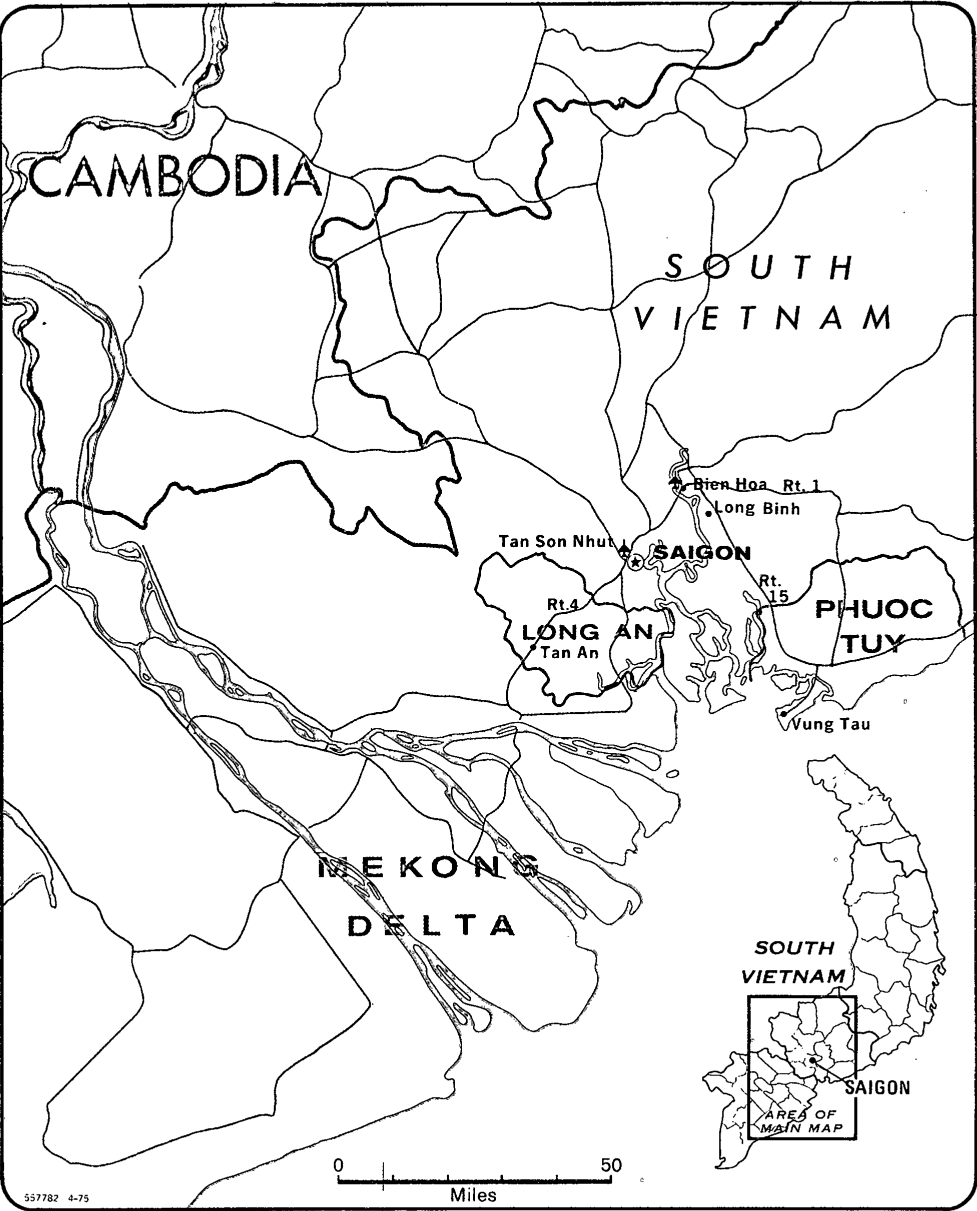 CAMBODIA
SOUTH
VIETNAM
Bien Hoa Rt. 1
Long Binh
Tan Son Nhut
SAIGON
Rt.
15
Rt.4
PHUOC
TUY
LONG AN
Tan An
Vung Tau
MEKONG
DELTA
SOUTH
VIETNAM
SAIGON
AREA OF
MAIN MAP
0 50
Miles
557782 4-75